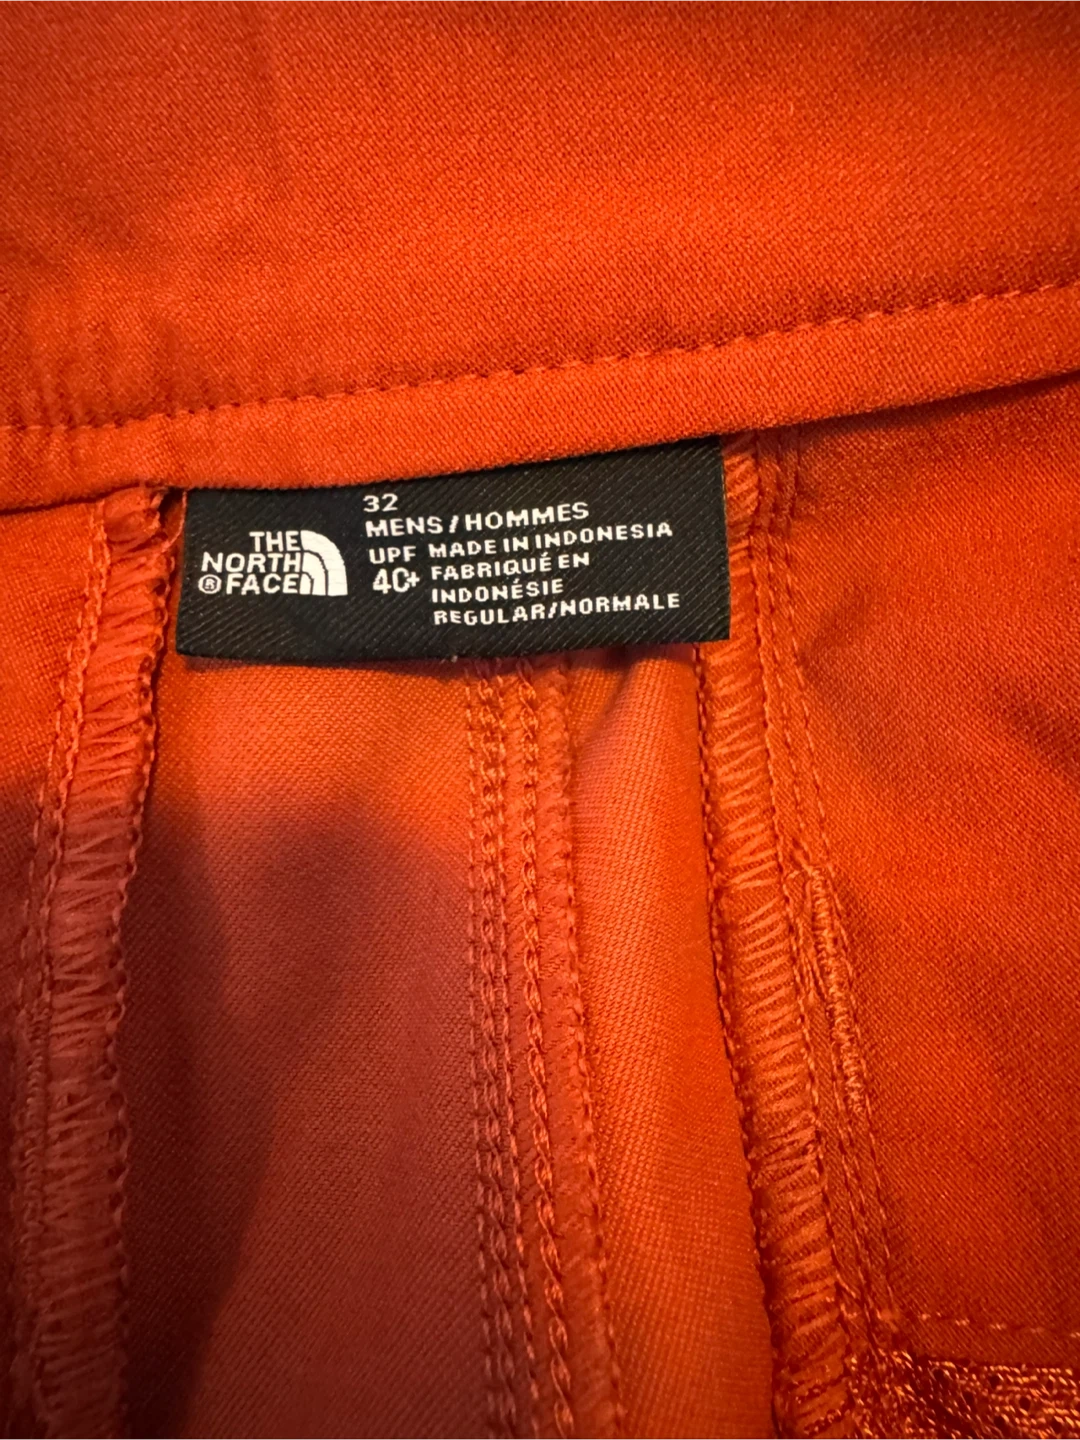 THE
NORTH
® FACE
32
MENS/HOMMES
UPF
40+
MADE IN INDONESIA
FABRIQUÉ EN
INDONÉSIE
REGULAR/NORMALE